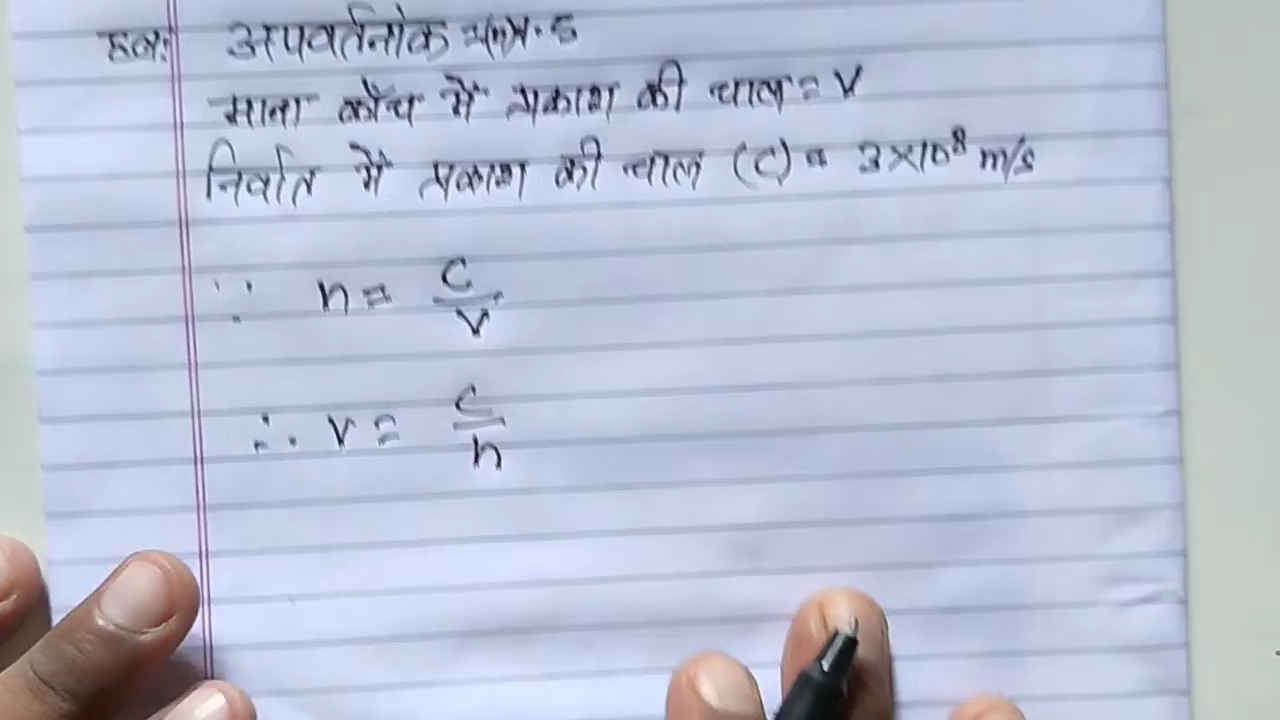 हल: अपवर्तनांक =(n)1.5
माना काँच में प्रकाश की चाल = v
निर्वात में प्रकाश की चाल (C) = 3×10⁸ m/s
∵ n = C/v
∴ v = C/n